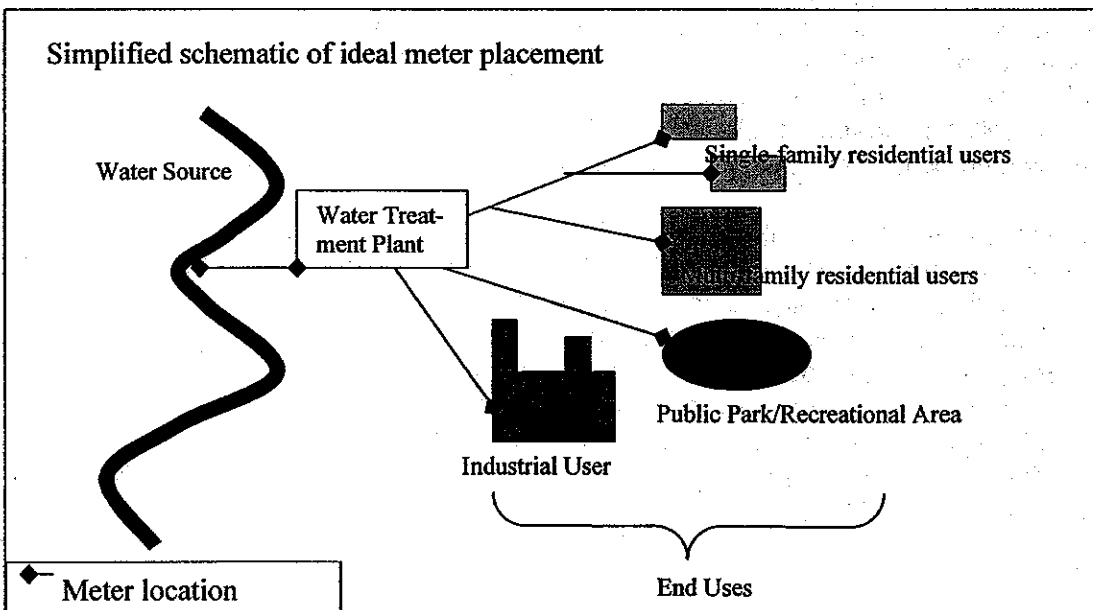 Simplified schematic of ideal meter placement
Water Source
Single-family residential users
Water Treat-
ment Plant
Multi-family residential users
Public Park/Recreational Area
Industrial User
Meter location
End Uses